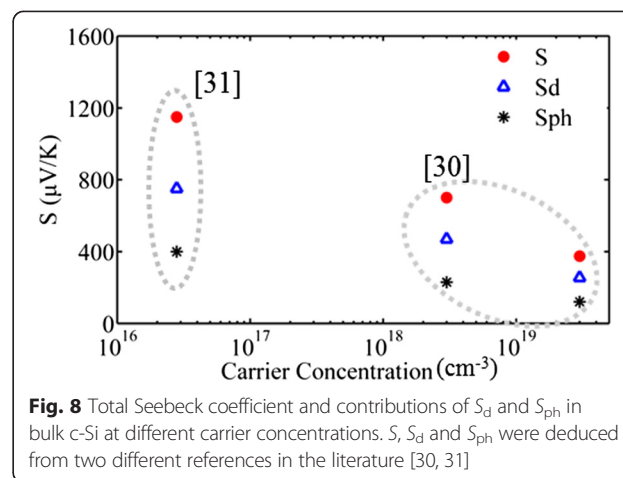 1600
1200
800
400
0
S (μV/K)
[31]
[30]
S
Sd
Sph
10^16
10^17
10^18
10^19
Carrier Concentration (cm^-3)
Fig. 8 Total Seebeck coefficient and contributions of S_d and S_ph in
bulk c-Si at different carrier concentrations. S, S_d and S_ph were deduced
from two different references in the literature [30, 31]